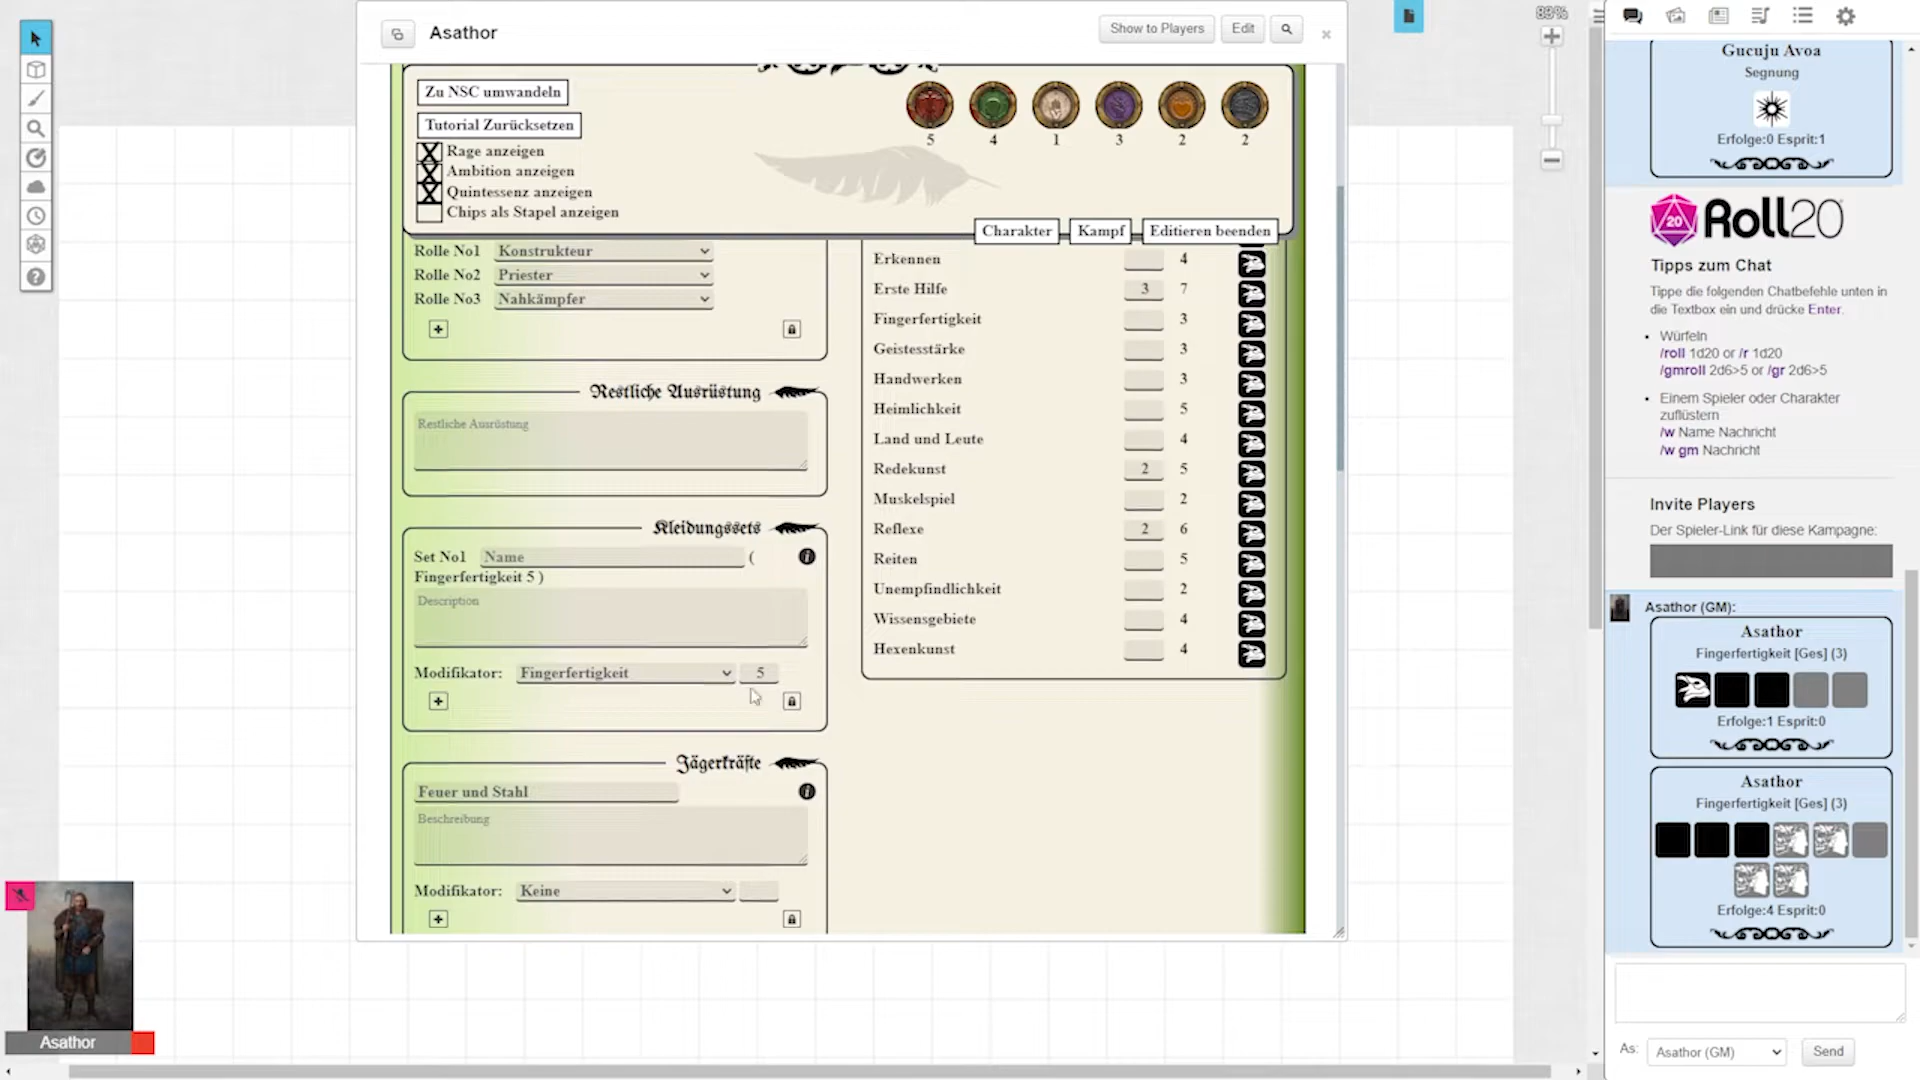 Asathor
Show to Players
Edit
83%
Zu NSC umwandeln
Tutorial Zurücksetzen
Rage anzeigen
Ambition anzeigen
Quintessenz anzeigen
Chips als Stapel anzeigen
5
4
1
3
2
2
Charakter
Kampf
Editieren beenden
Rolle No1 Konstrukteur
Rolle No2 Priester
Rolle No3 Nahkämpfer
Restliche Ausrüstung
Restliche Ausrüstung
Kleidungssets
Set No1 Name (
Fingerfertigkeit 5 )
Description
Modifikator: Fingerfertigkeit 5
Jägerkräfte
Feuer und Stahl
Beschreibung
Modifikator: Keine
Erkennen 4
Erste Hilfe 3 7
Fingerfertigkeit 3
Geistesstärke 3
Handwerken 3
Heimlichkeit 5
Land und Leute 4
Redekunst 2 5
Muskelspiel 2
Reflexe 2 6
Reiten 5
Unempfindlichkeit 2
Wissensgebiete 4
Hexenkunst 4
Asathor
Gucuju Avoa
Segnung
Erfolge:0 Esprit:1
20 Roll20
Tipps zum Chat
Tippe die folgenden Chatbefehle unten in
die Textbox ein und drücke Enter.
Würfeln
/roll 1d20 or /r 1d20
/gmroll 2d6>5 or /gr 2d6>5
Einem Spieler oder Charakter
zuflüstern
/w Name Nachricht
/w gm Nachricht
Invite Players
Der Spieler-Link für diese Kampagne:
Asathor (GM):
Asathor
Fingerfertigkeit [Ges] (3)
Erfolge:1 Esprit:0
Asathor
Fingerfertigkeit [Ges] (3)
Erfolge:4 Esprit:0
As: Asathor (GM)
Send